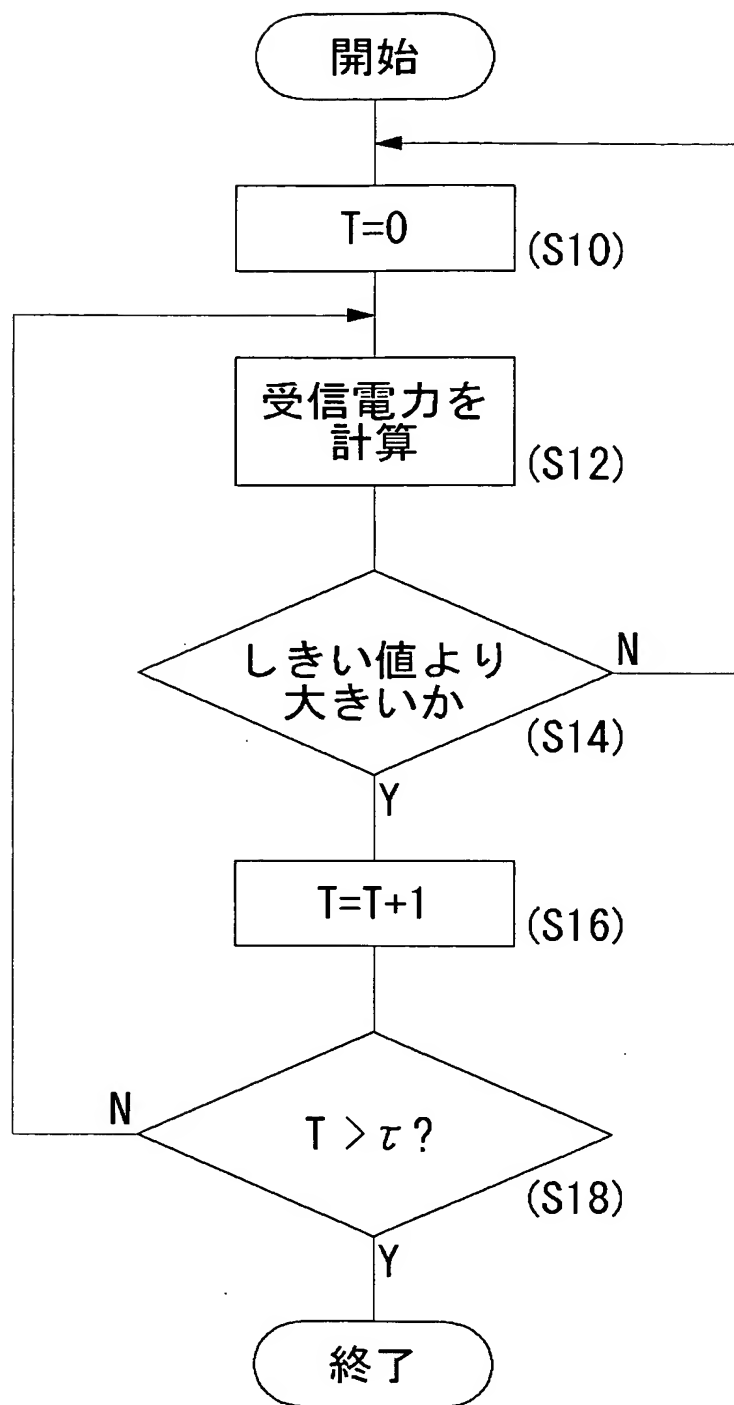 開始
T=0
(S10)
受信電力を
計算
(S12)
しきい値より
大きいか
N
(S14)
Y
T=T+1
(S16)
N
T>τ?
(S18)
Y
終了